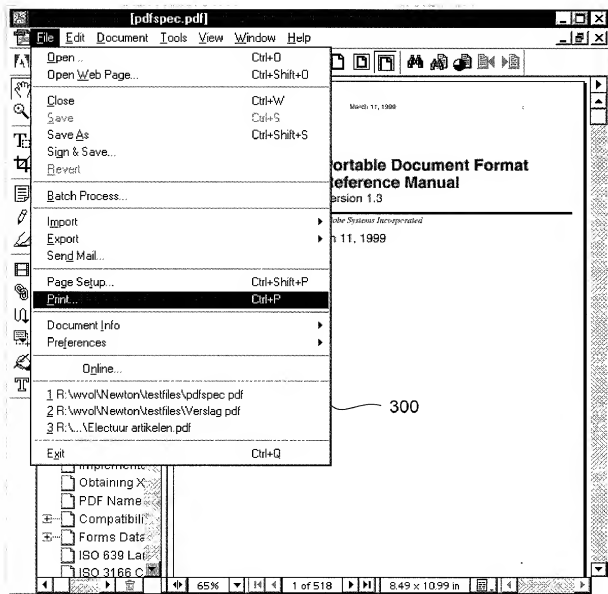 [pdfspec.pdf]
File Edit Document Tools View Window Help
Open... Ctrl+O
Open Web Page... Ctrl+Shift+O
Close Ctrl+W
Save Ctrl+S
Save As Ctrl+Shift+S
Sign & Save...
Revert
Batch Process...
Import
Export
Send Mail...
Page Setup... Ctrl+Shift+P
Print... Ctrl+P
Document Info
Preferences
Online...
1 R:\wvol\Newton\testfiles\pdfspec.pdf
2 R:\wvol\Newton\testfiles\Verslag.pdf
3 R:\...\Electuur artikelen.pdf
Exit Ctrl+Q
March 11, 1999
ortable Document Format
eference Manual
ersion 1.3
obe Systems Incorporated
h 11, 1999
300
Obtaining X
PDF Name
Compatibili
Forms Data
ISO 639 Lan
ISO 3166 C
65% 1 of 518 8.49 x 10.99 in